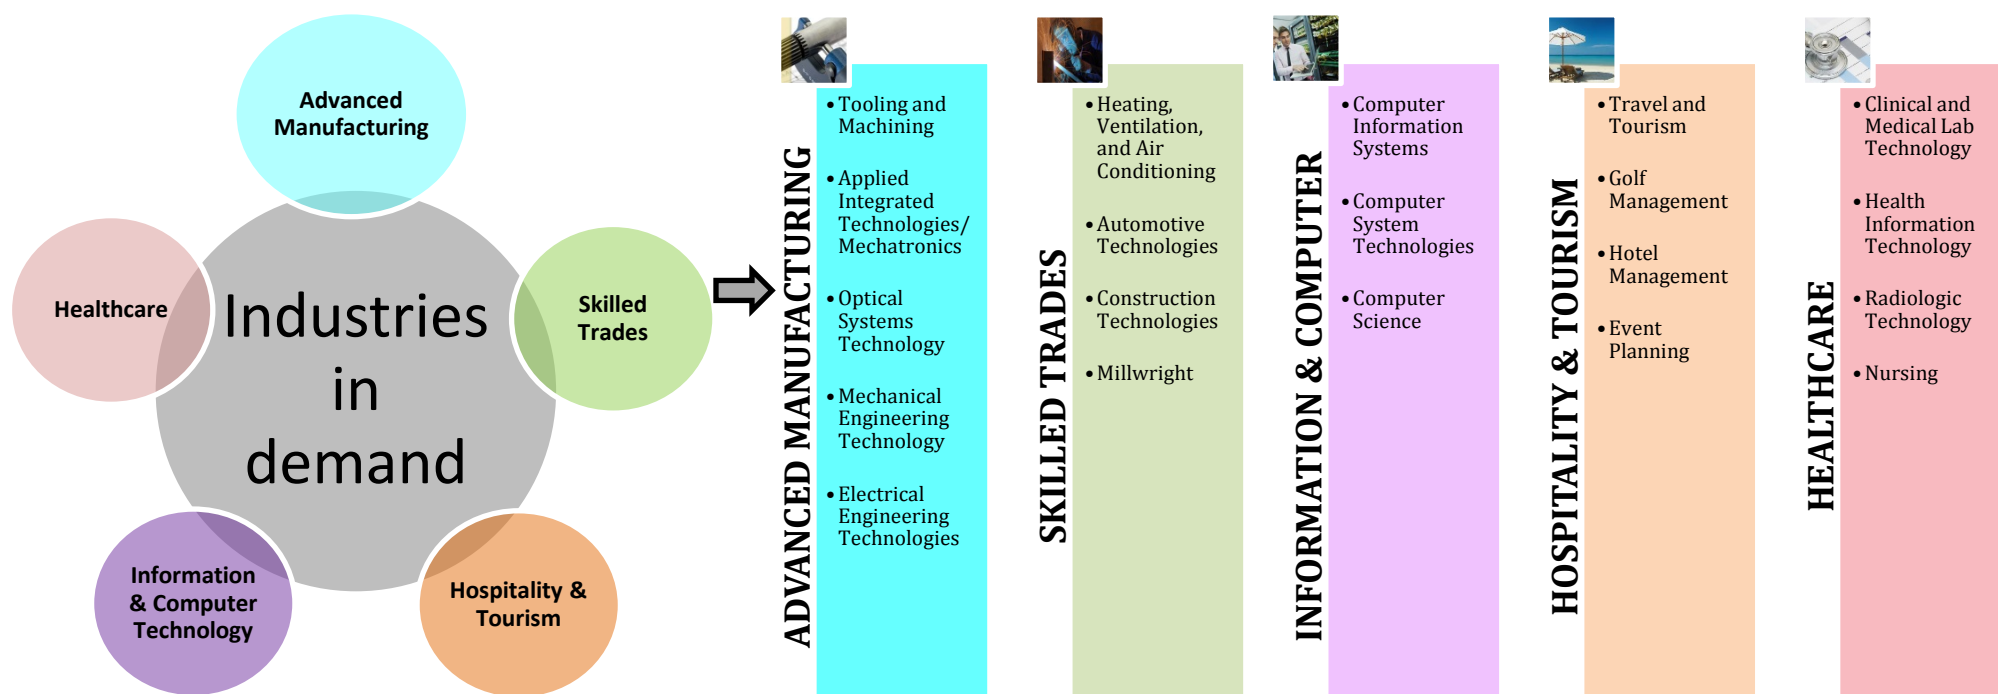 Advanced
Manufacturing
Healthcare
Skilled
Trades
Industries
in
demand
Information
& Computer
Technology
Hospitality &
Tourism
ADVANCED MANUFACTURING
• Tooling and
Machining
• Applied
Integrated
Technologies/
Mechatronics
• Optical
Systems
Technology
• Mechanical
Engineering
Technology
• Electrical
Engineering
Technologies
SKILLED TRADES
• Heating,
Ventilation,
and Air
Conditioning
• Automotive
Technologies
• Construction
Technologies
• Millwright
INFORMATION & COMPUTER
• Computer
Information
Systems
• Computer
System
Technologies
• Computer
Science
HOSPITALITY & TOURISM
• Travel and
Tourism
• Golf
Management
• Hotel
Management
• Event
Planning
HEALTHCARE
• Clinical and
Medical Lab
Technology
• Health
Information
Technology
• Radiologic
Technology
• Nursing